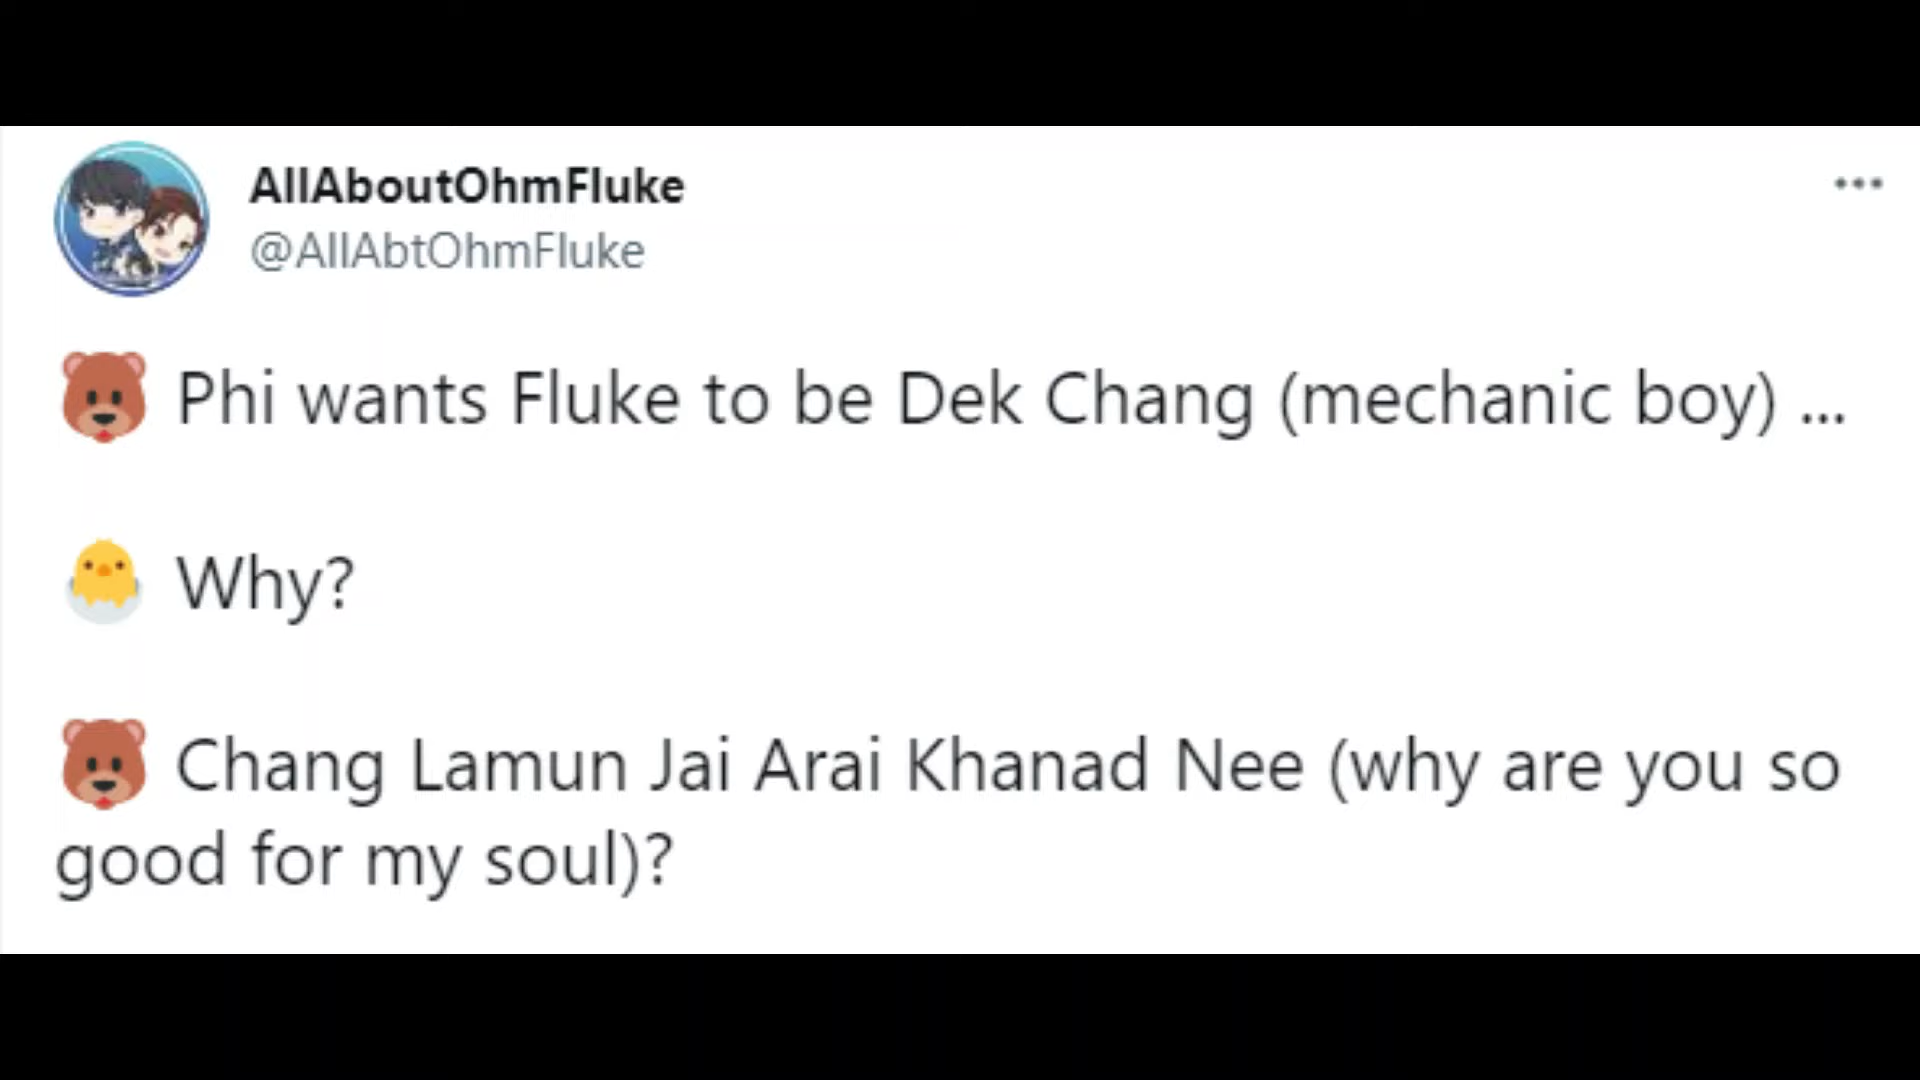 AllAboutOhmFluke
@AllAbtOhmFluke
🐻 Phi wants Fluke to be Dek Chang (mechanic boy) ...
🐣 Why?
🐻 Chang Lamun Jai Arai Khanad Nee (why are you so
good for my soul)?